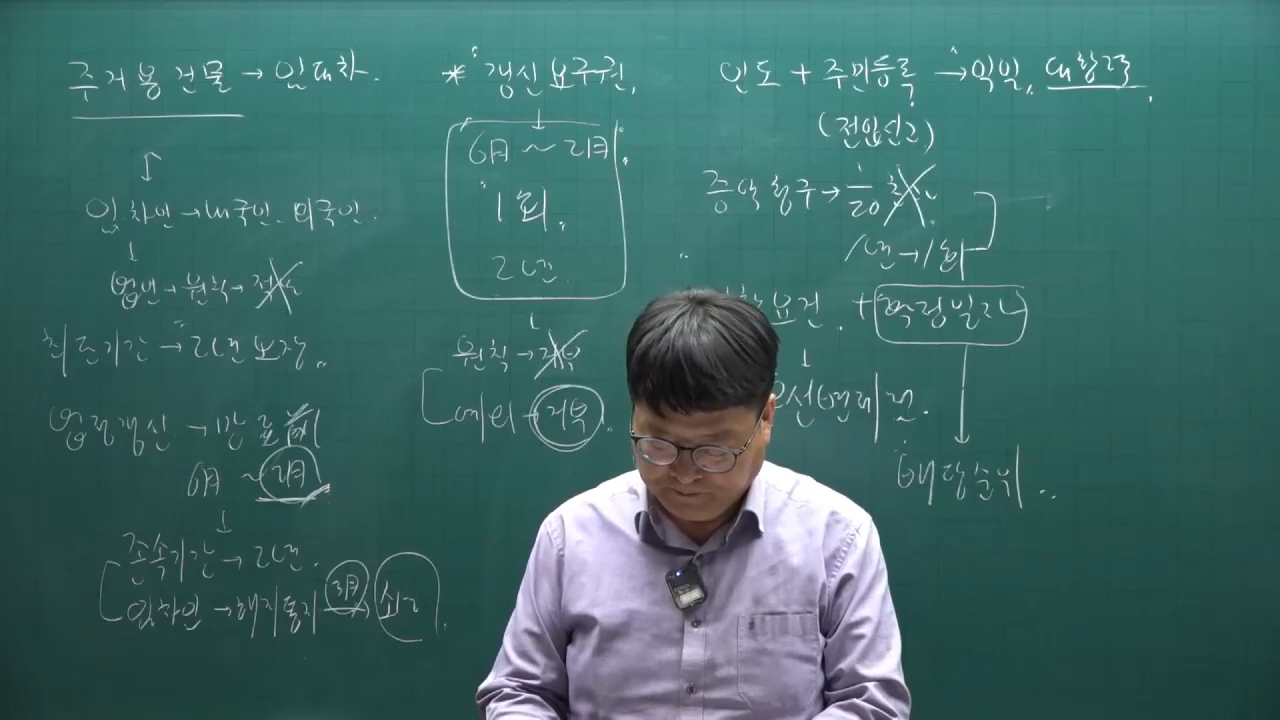 주거용 건물 → 임대차.
임차인 → 내국인. 외국인.
법인 → 원칙 → 적용
최단기간 → 2년 보장.
법정갱신 → 만료 전
6月 ~ 2月
존속기간 → 2년.
임차인 → 해지통지 3月 → 소멸
* 갱신요구권.
6月 ~ 2月.
1회.
2년.
원칙 → 거부
예외 → 거부.
인도 + 주민등록 → 익일. 대항력.
(전입신고)
증액청구 → 1/20 초과
1년 → 1회
요건. + 확정일자
우선변제권.
배당순위..